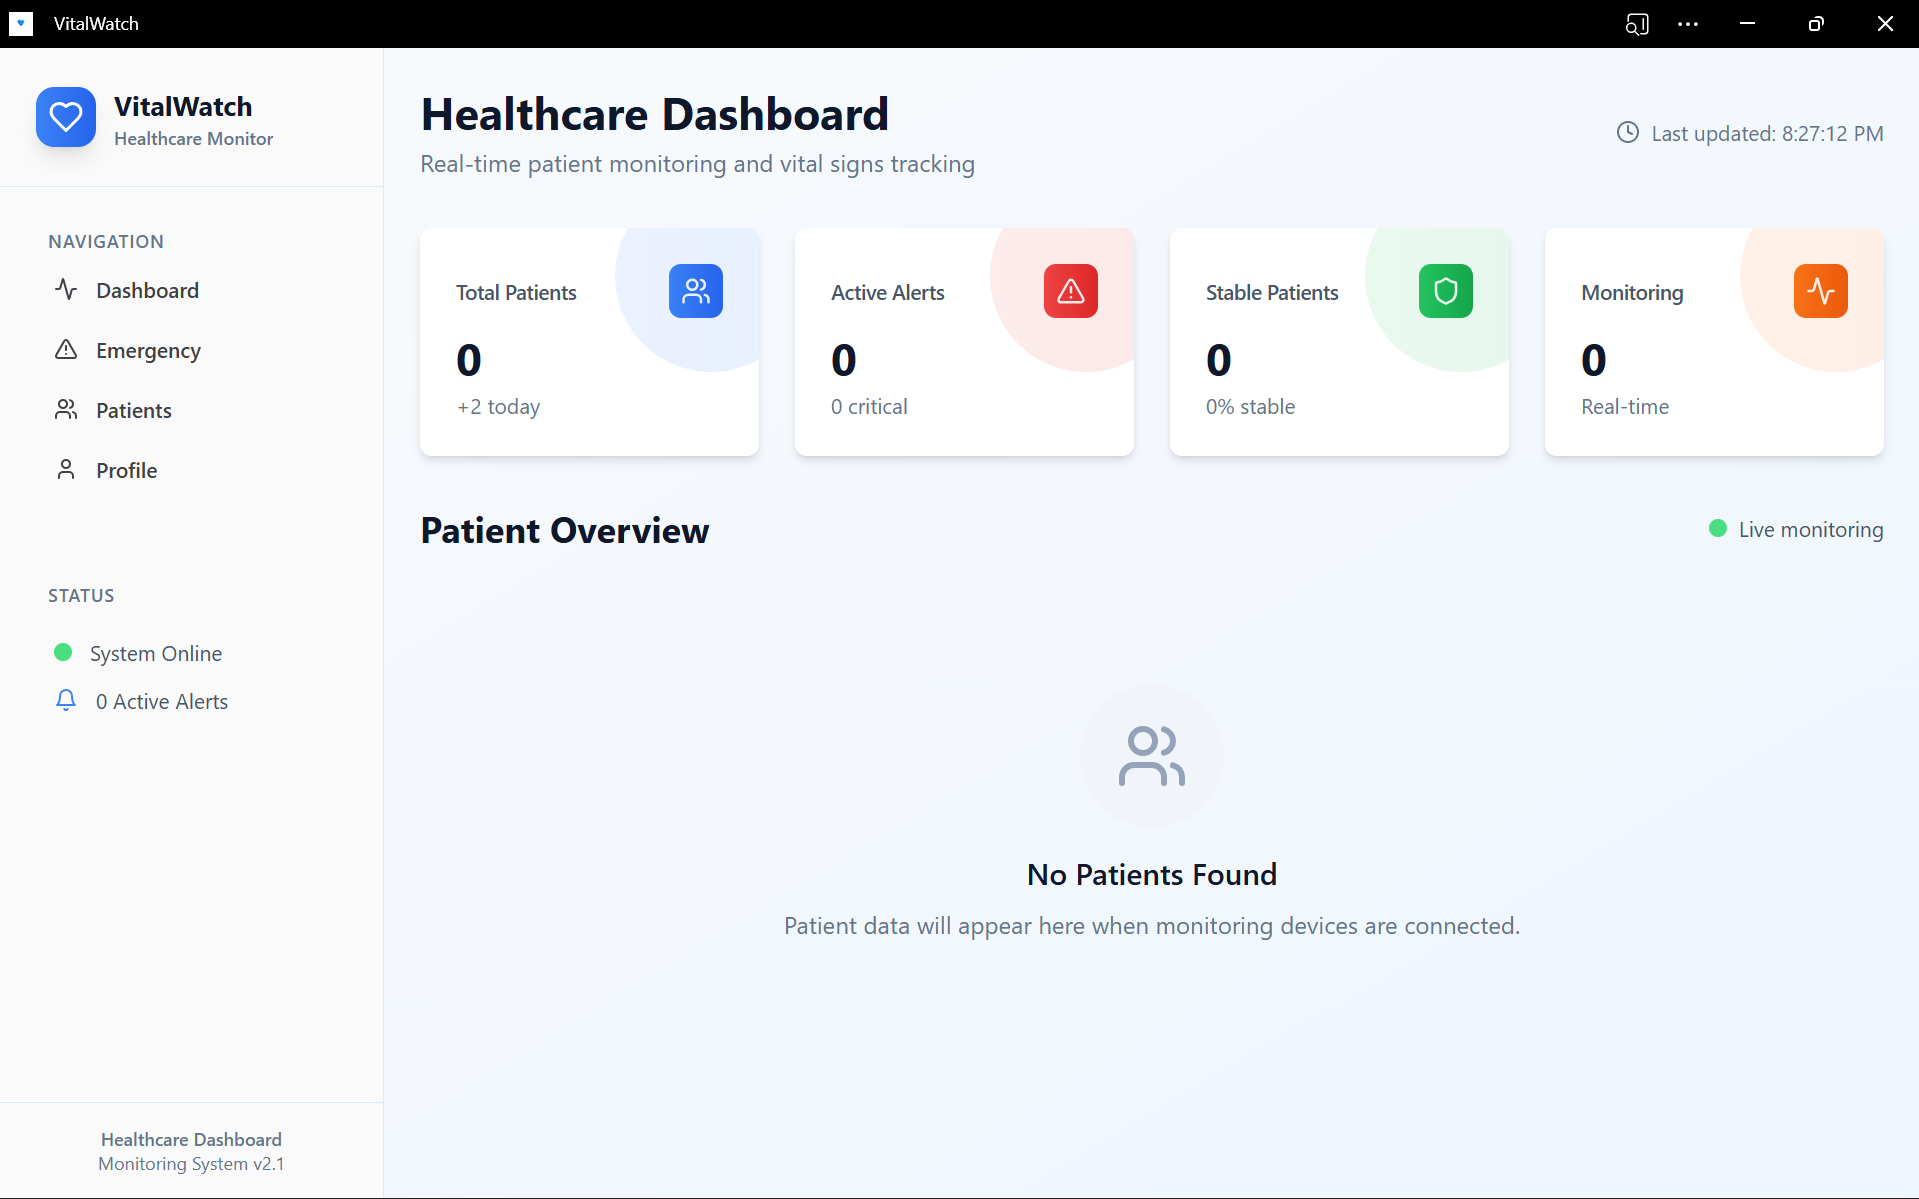 VitalWatch
VitalWatch
Healthcare Monitor
NAVIGATION
Dashboard
Emergency
Patients
Profile
STATUS
System Online
0 Active Alerts
Healthcare Dashboard
Monitoring System v2.1
Healthcare Dashboard
Real-time patient monitoring and vital signs tracking
Last updated: 8:27:12 PM
Total Patients
0
+2 today
Active Alerts
0
0 critical
Stable Patients
0
0% stable
Monitoring
0
Real-time
Patient Overview
Live monitoring
No Patients Found
Patient data will appear here when monitoring devices are connected.